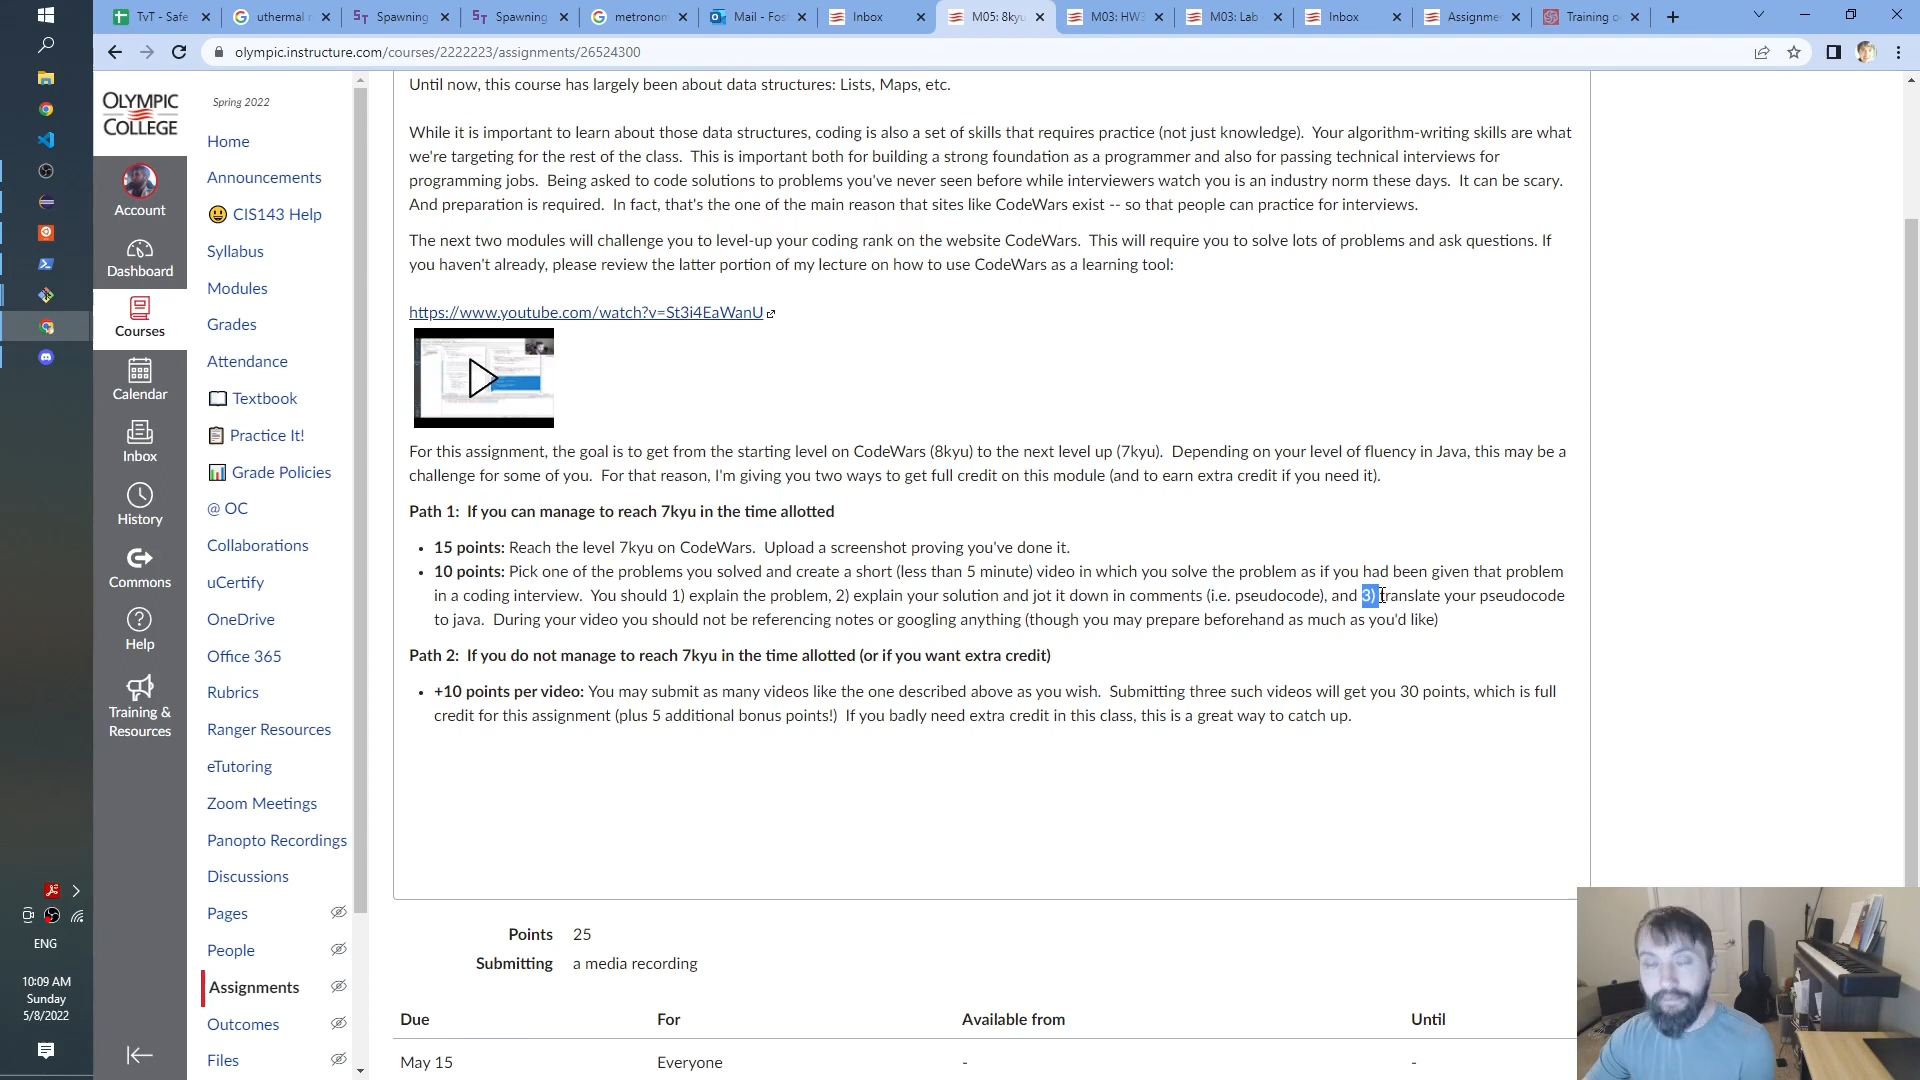 TvT - Safe
uthermal r
Spawning
Spawning
metronom
Mail - Fost
Inbox
M05: 8kyu
M03: HW3
M03: Lab
Inbox
Assignme
Training o
olympic.instructure.com/courses/2222223/assignments/26524300
OLYMPIC
COLLEGE
Account
Dashboard
Courses
Calendar
Inbox
History
Commons
Help
Training &
Resources
Spring 2022
Home
Announcements
CIS143 Help
Syllabus
Modules
Grades
Attendance
Textbook
Practice It!
Grade Policies
@ OC
Collaborations
uCertify
OneDrive
Office 365
Rubrics
Ranger Resources
eTutoring
Zoom Meetings
Panopto Recordings
Discussions
Pages
People
Assignments
Outcomes
Files
Until now, this course has largely been about data structures: Lists, Maps, etc.
While it is important to learn about those data structures, coding is also a set of skills that requires practice (not just knowledge). Your algorithm-writing skills are what
we're targeting for the rest of the class. This is important both for building a strong foundation as a programmer and also for passing technical interviews for
programming jobs. Being asked to code solutions to problems you've never seen before while interviewers watch you is an industry norm these days. It can be scary.
And preparation is required. In fact, that's the one of the main reason that sites like CodeWars exist -- so that people can practice for interviews.
The next two modules will challenge you to level-up your coding rank on the website CodeWars. This will require you to solve lots of problems and ask questions. If
you haven't already, please review the latter portion of my lecture on how to use CodeWars as a learning tool:
https://www.youtube.com/watch?v=St3i4EaWanU
For this assignment, the goal is to get from the starting level on CodeWars (8kyu) to the next level up (7kyu). Depending on your level of fluency in Java, this may be a
challenge for some of you. For that reason, I'm giving you two ways to get full credit on this module (and to earn extra credit if you need it).
Path 1: If you can manage to reach 7kyu in the time allotted
• 15 points: Reach the level 7kyu on CodeWars. Upload a screenshot proving you've done it.
• 10 points: Pick one of the problems you solved and create a short (less than 5 minute) video in which you solve the problem as if you had been given that problem
in a coding interview. You should 1) explain the problem, 2) explain your solution and jot it down in comments (i.e. pseudocode), and 3) translate your pseudocode
to java. During your video you should not be referencing notes or googling anything (though you may prepare beforehand as much as you'd like)
Path 2: If you do not manage to reach 7kyu in the time allotted (or if you want extra credit)
• +10 points per video: You may submit as many videos like the one described above as you wish. Submitting three such videos will get you 30 points, which is full
credit for this assignment (plus 5 additional bonus points!) If you badly need extra credit in this class, this is a great way to catch up.
Points 25
Submitting a media recording
Due For Available from Until
May 15 Everyone - -
ENG
10:09 AM
Sunday
5/8/2022